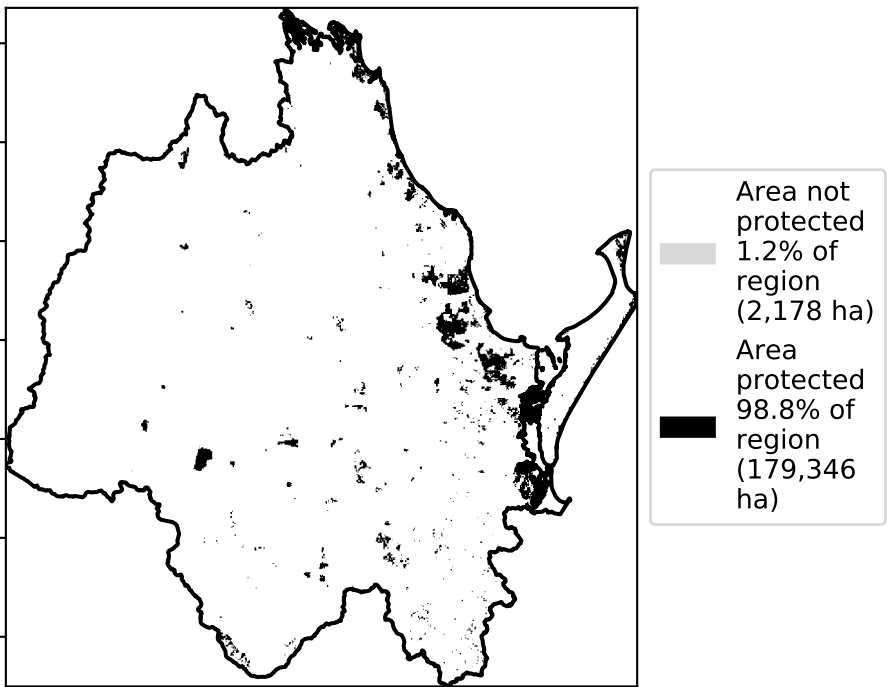 Area not
protected
1.2% of
region
(2,178 ha)
Area
protected
98.8% of
region
(179,346
ha)